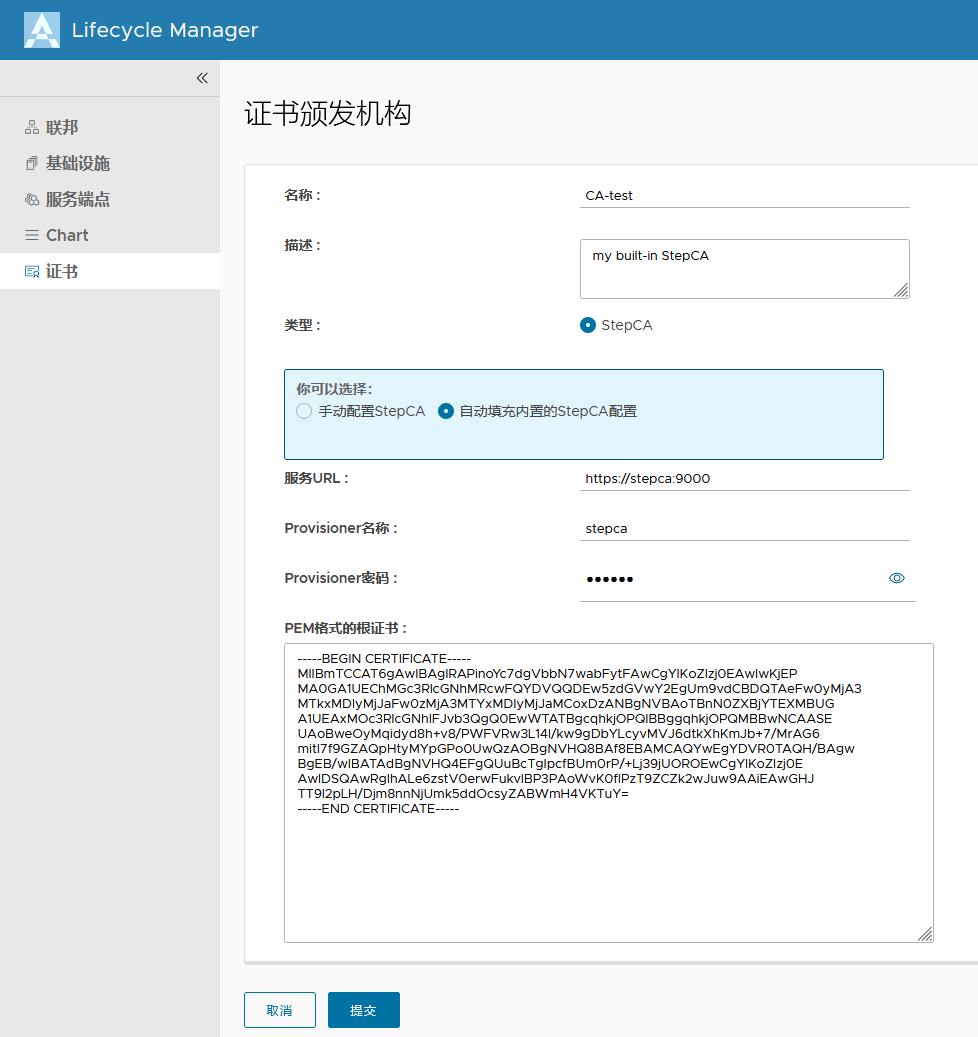 Lifecycle Manager
联邦
基础设施
服务端点
Chart
证书
证书颁发机构
名称 : CA-test
描述 : my built-in StepCA
类型 : StepCA
你可以选择:
手动配置StepCA 自动填充内置的StepCA配置
服务URL : https://stepca:9000
Provisioner名称 : stepca
Provisioner密码 : ••••••
PEM格式的根证书 :
-----BEGIN CERTIFICATE-----
MIIBmTCCAT6gAwIBAgIRAPinoYc7dgVbbN7wabFytFAwCgYIKoZIzj0EAwIwKjEP
MA0GA1UEChMGc3RlcGNhMRcwFQYDVQQDEw5zdGVwY2EgUm9vdCBDQTAeFw0yMjA3
MTkxMDIyMjJaFw0zMjA3MTYxMDIyMjJaMCoxDzANBgNVBAoTBnN0ZXBjYTEXMBUG
A1UEAxMOc3RlcGNhIFJvb3QgQ0EwWTATBgcqhkjOPQIBBggqhkjOPQMBBwNCAASE
UAoBweOyMqidyd8h+v8/PWFVRw3L14I/kw9gDbYLcyvMVJ6dtkXhKmJb+7/MrAG6
mitI7f9GZAQpHtyMYpGPo0UwQzAOBgNVHQ8BAf8EBAMCAQYwEgYDVR0TAQH/BAgw
BgEB/wIBATAdBgNVHQ4EFgQUuBcTgIpcfBUm0rP/+Lj39jUOROEwCgYIKoZIzj0E
AwIDSQAwRgIhALe6zstV0erwFukvIBP3PAoWvK0fIPzT9ZCZk2wJuw9AAiEAwGHJ
TT9I2pLH/Djm8nnNjUmk5ddOcsyZABWmH4VKTuY=
-----END CERTIFICATE-----
取消 提交